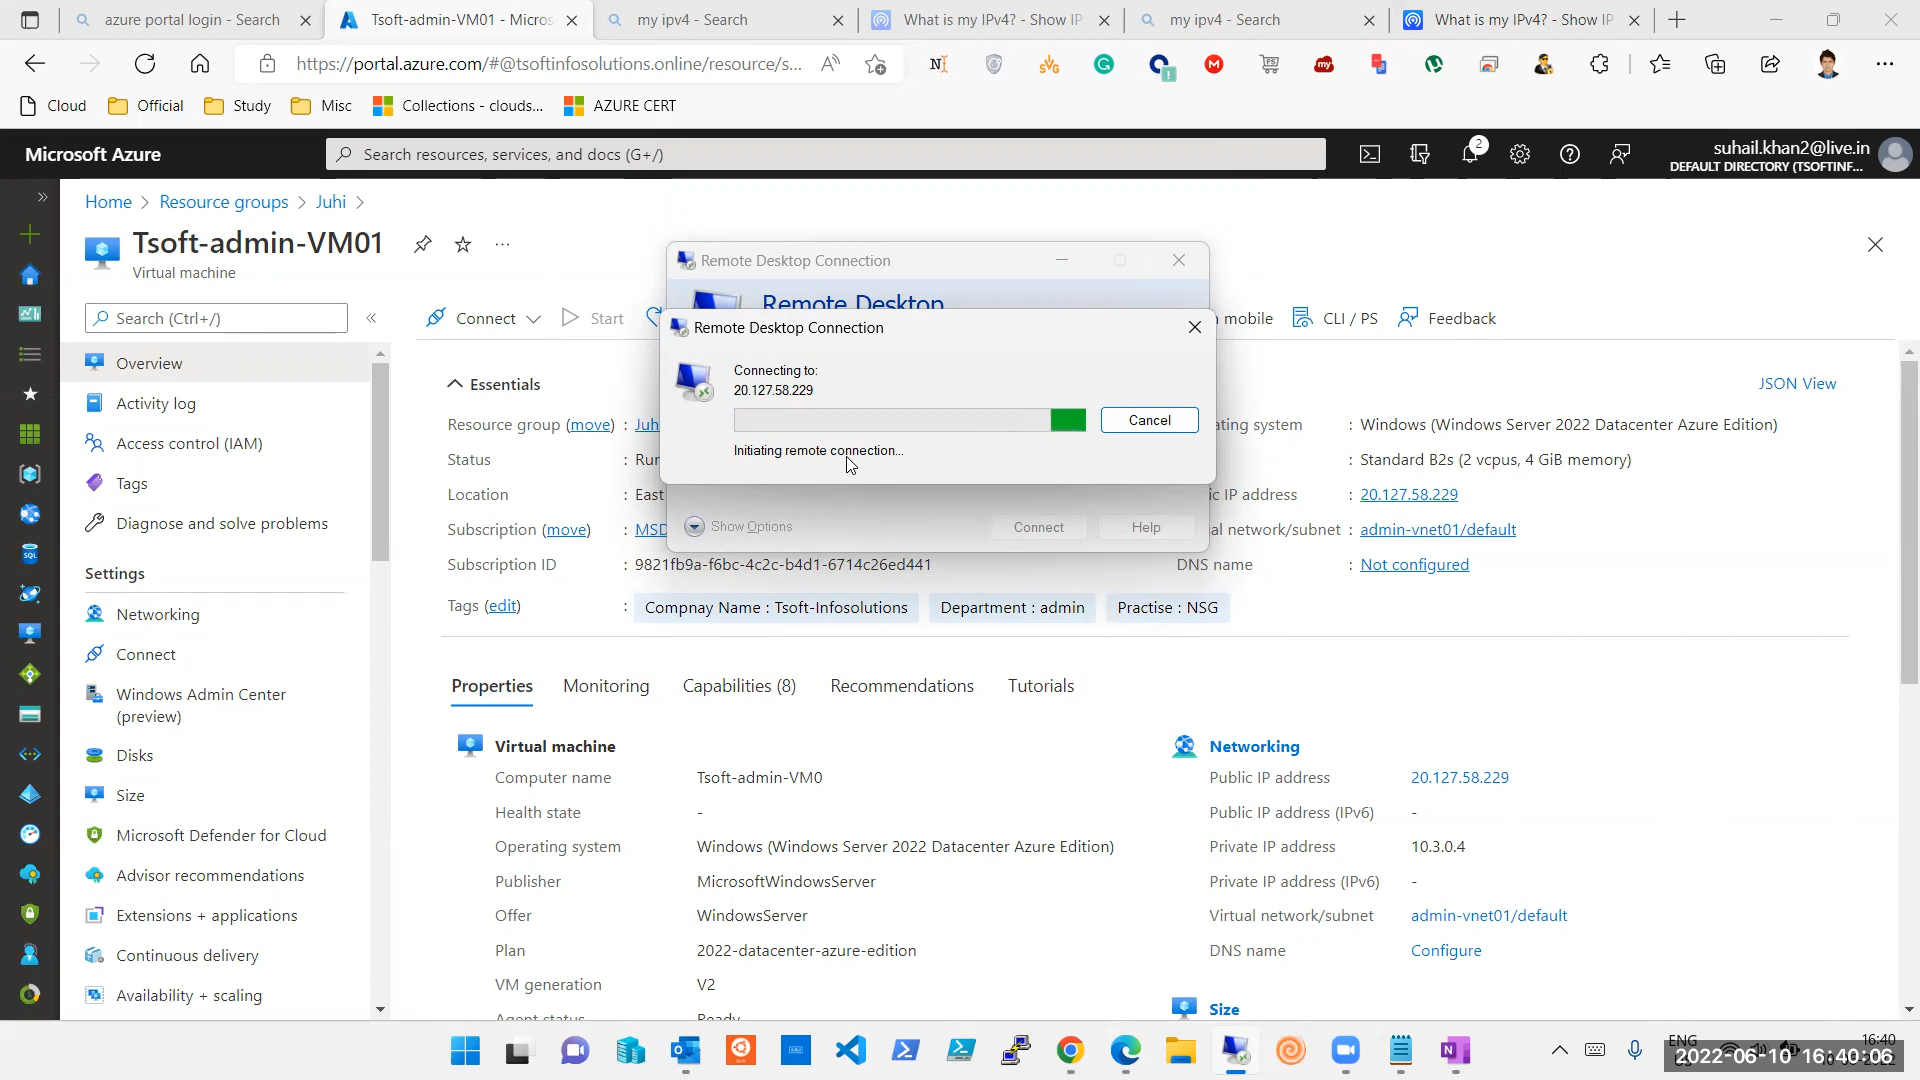 azure portal login - Search
Tsoft-admin-VM01 - Micros
my ipv4 - Search
What is my IPv4? - Show IP
my ipv4 - Search
What is my IPv4? - Show IP
https://portal.azure.com/#@tsoftinfosolutions.online/resource/s...
Cloud
Official
Study
Misc
Collections - clouds...
AZURE CERT
Microsoft Azure
Search resources, services, and docs (G+/)
2
suhail.khan2@live.in
DEFAULT DIRECTORY (TSOFTINF...
Home > Resource groups > Juhi >
Tsoft-admin-VM01
Virtual machine
Search (Ctrl+/)
Connect
Start
mobile
CLI / PS
Feedback
Overview
Activity log
Access control (IAM)
Tags
Diagnose and solve problems
Settings
Networking
Connect
Windows Admin Center
(preview)
Disks
Size
Microsoft Defender for Cloud
Advisor recommendations
Extensions + applications
Continuous delivery
Availability + scaling
Remote Desktop Connection
Remote Desktop
Remote Desktop Connection
Connecting to:
20.127.58.229
Cancel
Initiating remote connection...
Show Options
Connect
Help
Essentials
JSON View
Resource group (move) : Juh
Status : Run
Location : East
Subscription (move) : MSD
Subscription ID : 9821fb9a-f6bc-4c2c-b4d1-6714c26ed441
Tags (edit) : Compnay Name : Tsoft-Infosolutions Department : admin Practise : NSG
ating system : Windows (Windows Server 2022 Datacenter Azure Edition)
: Standard B2s (2 vcpus, 4 GiB memory)
ic IP address : 20.127.58.229
al network/subnet : admin-vnet01/default
DNS name : Not configured
Properties Monitoring Capabilities (8) Recommendations Tutorials
Virtual machine
Computer name Tsoft-admin-VM0
Health state -
Operating system Windows (Windows Server 2022 Datacenter Azure Edition)
Publisher MicrosoftWindowsServer
Offer WindowsServer
Plan 2022-datacenter-azure-edition
VM generation V2
Agent status Ready
Networking
Public IP address 20.127.58.229
Public IP address (IPv6) -
Private IP address 10.3.0.4
Private IP address (IPv6) -
Virtual network/subnet admin-vnet01/default
DNS name Configure
Size
ENG
16:40
2022-06-10 16:40:06